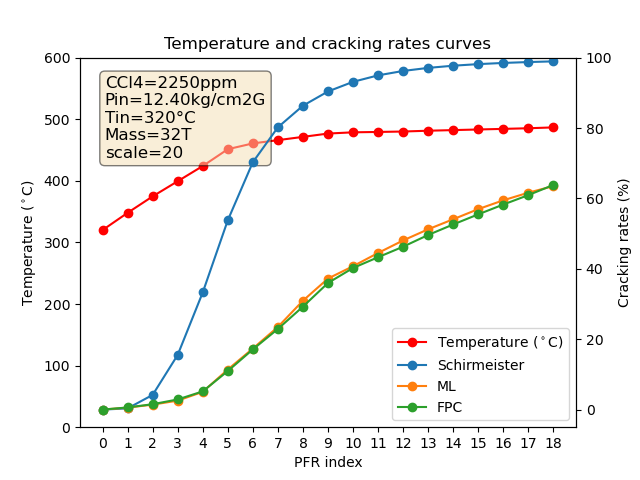 Temperature and cracking rates curves
CCl4=2250ppm
Pin=12.40kg/cm2G
Tin=320°C
Mass=32T
scale=20
Temperature (°C)
600
500
400
300
200
100
0
Cracking rates (%)
100
80
60
40
20
0
Temperature (°C)
Schirmeister
ML
FPC
0 1 2 3 4 5 6 7 8 9 10 11 12 13 14 15 16 17 18
PFR index